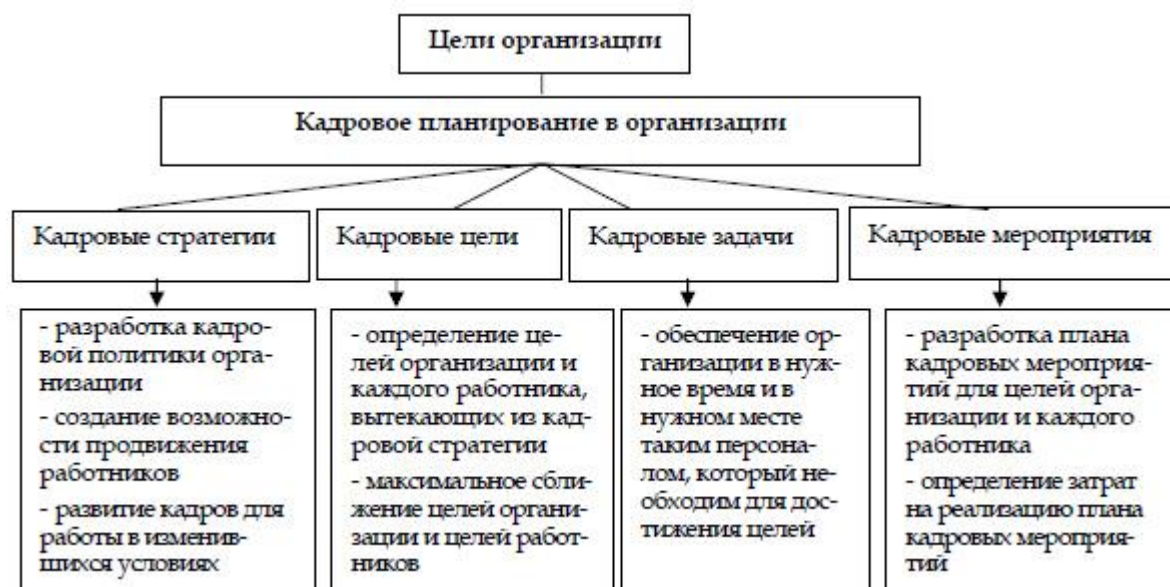 Цели организации
Кадровое планирование в организации
Кадровые стратегии
Кадровые цели
Кадровые задачи
Кадровые мероприятия
- разработка кадро-
вой политики орга-
низации
- создание возможно-
сти продвижения
работников
- развитие кадров для
работы в изменив-
шихся условиях
- определение це-
лей организации и
каждого работника,
вытекающих из кад-
ровой стратегии
- максимальное сбли-
жение целей органи-
зации и целей работ-
ников
- обеспечение ор-
ганизации в нуж-
ное время и в
нужном месте
таким персона-
лом, который не-
обходим для дос-
тижения целей
- разработка плана
кадровых мероприя-
тий для целей орга-
низации и каждого
работника
- определение затрат
на реализацию плана
кадровых мероприя-
тий